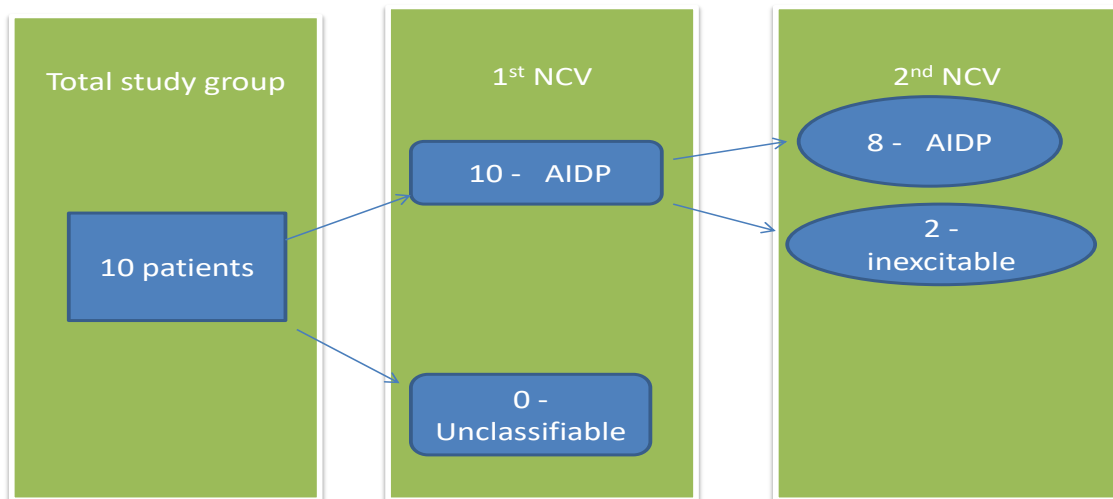 Total study group
10 patients
1st NCV
10 - AIDP
0 -
Unclassifiable
2nd NCV
8 - AIDP
2 -
inexcitable